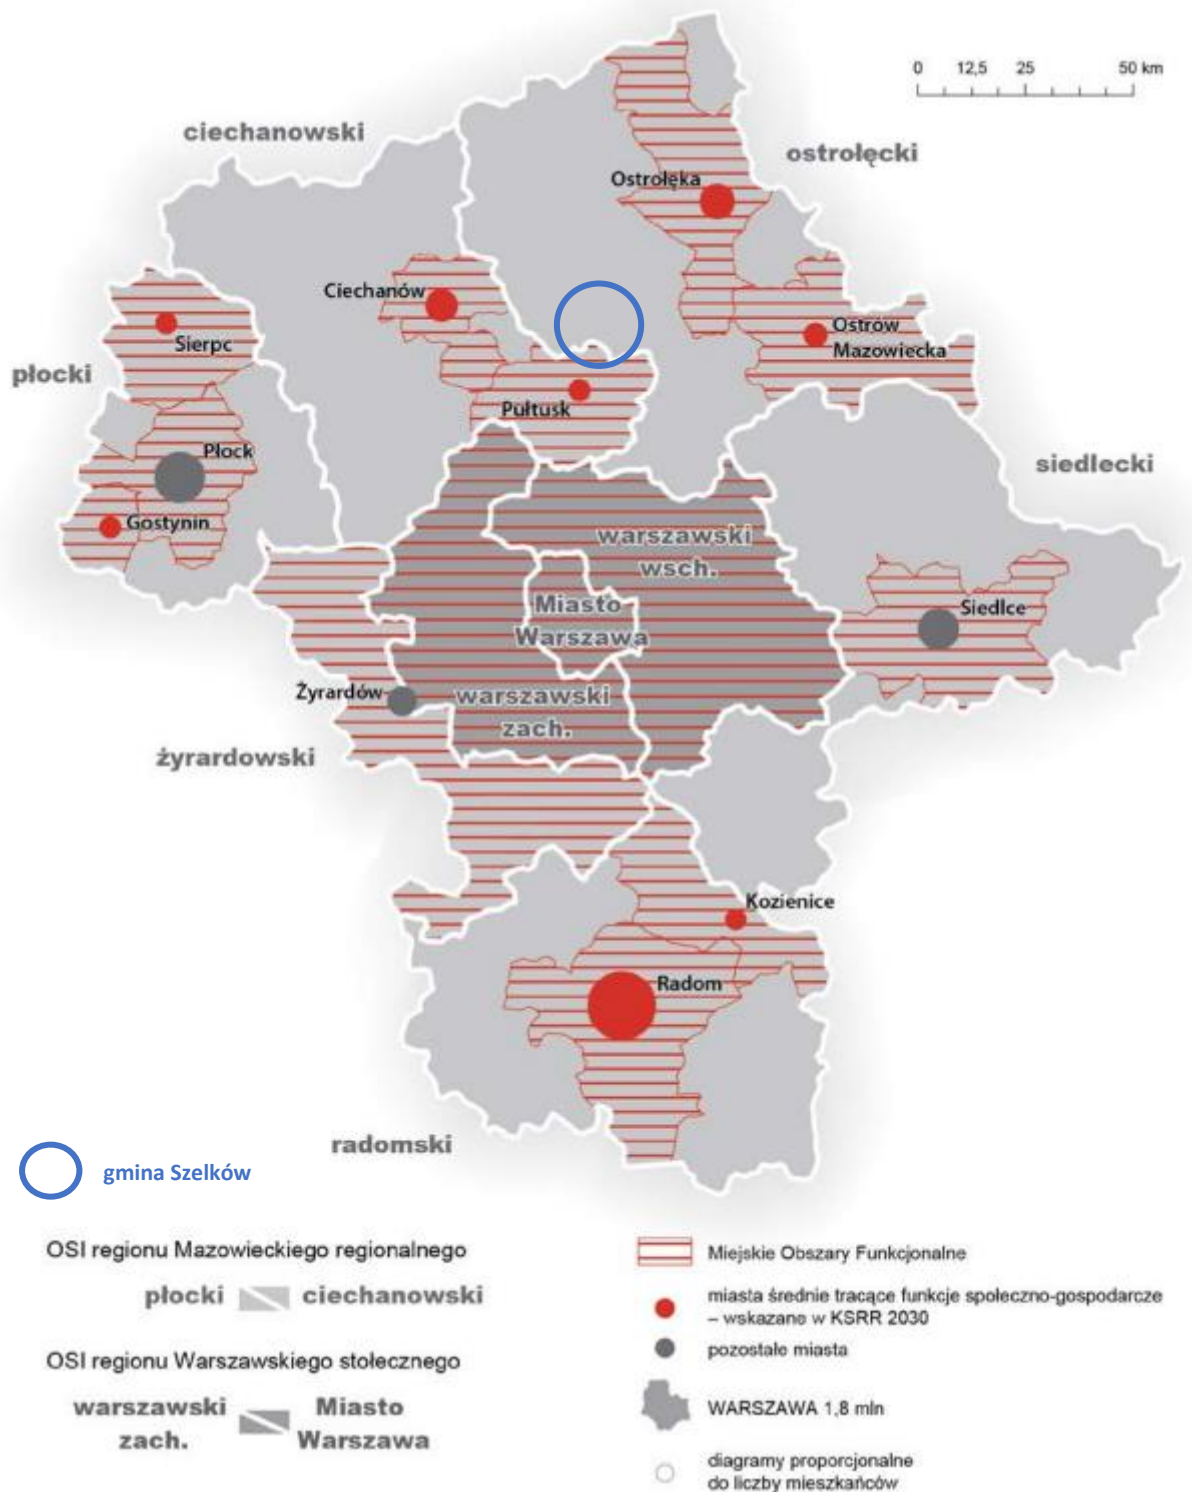 0 12,5 25 50 km
ciechanowski
ostrołęcki
Ostrołęka
Ciechanów
Sierpc
Ostrów
Mazowiecka
płocki
Pułtusk
Płock
siedlecki
Gostynin
warszawski
wsch.
Miasto
Warszawa
Siedlce
Żyrardów
warszawski
zach.
żyrardowski
Kozienice
Radom
radomski
gmina Szelków
OSI regionu Mazowieckiego regionalnego
płocki ciechanowski
OSI regionu Warszawskiego stołecznego
warszawski
zach.
Miasto
Warszawa
Miejskie Obszary Funkcjonalne
miasta średnie tracące funkcje społeczno-gospodarcze
– wskazane w KSRR 2030
pozostałe miasta
WARSZAWA 1,8 mln
diagramy proporcjonalne
do liczby mieszkańców